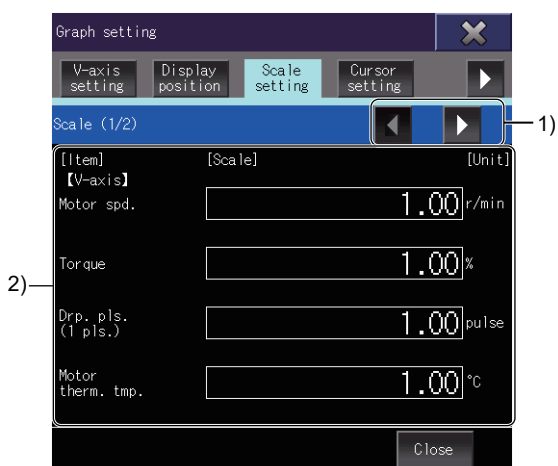 Graph setting
V-axis setting
Display position
Scale setting
Cursor setting
Scale (1/2)
1)
[Item] [Scale] [Unit]
【V-axis】
Motor spd. 1.00 r/min
Torque 1.00 %
2)
Drp. pls. (1 pls.) 1.00 pulse
Motor therm. tmp. 1.00 °C
Close